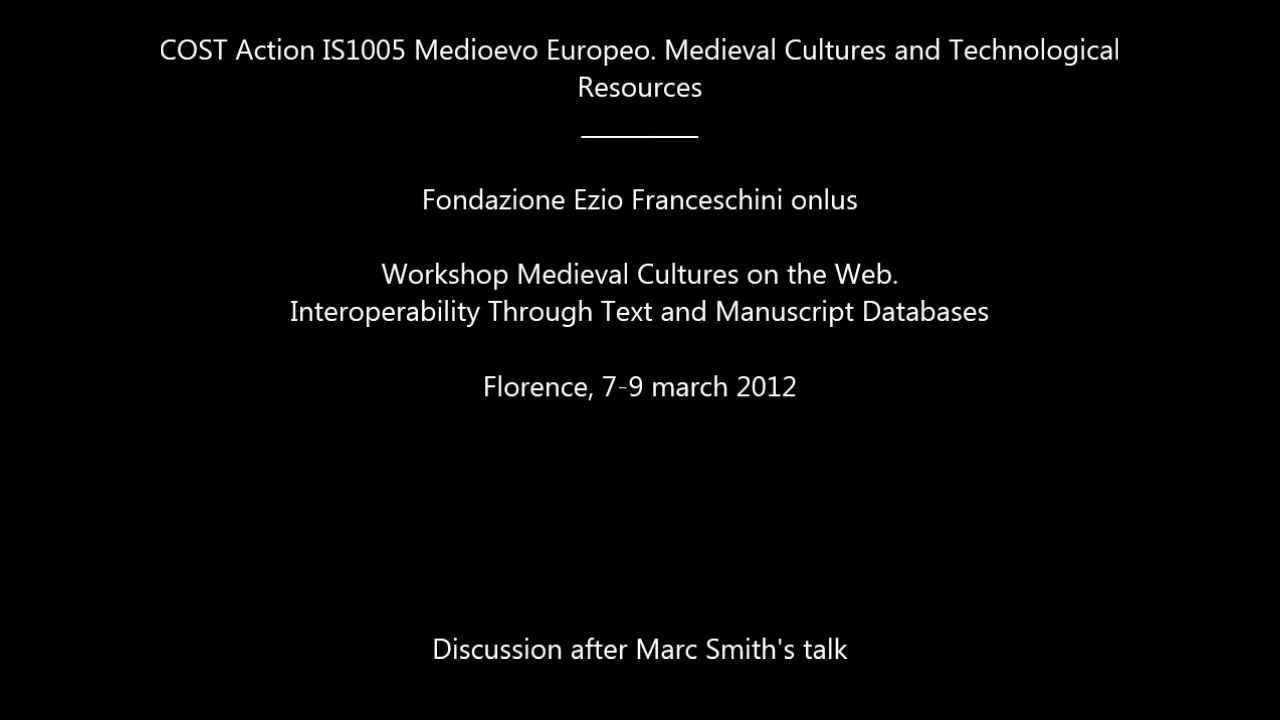 COST Action IS1005 Medioevo Europeo. Medieval Cultures and Technological
Resources
Fondazione Ezio Franceschini onlus
Workshop Medieval Cultures on the Web.
Interoperability Through Text and Manuscript Databases
Florence, 7-9 march 2012
Discussion after Marc Smith's talk